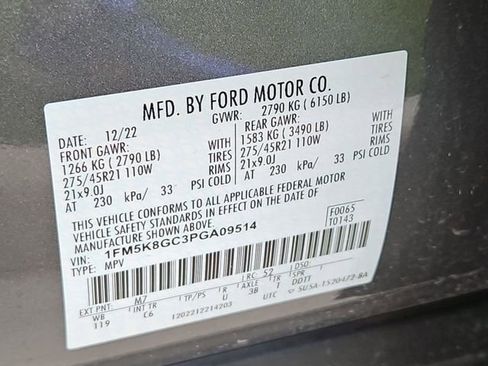 MFD. BY FORD MOTOR CO.
DATE: 12/22 GVWR: 2790 KG ( 6150 LB)
FRONT GAWR: REAR GAWR:
1266 KG ( 2790 LB) 1583 KG ( 3490 LB)
275/45R21 110W TIRES 275/45R21 110W TIRES
21x9.0J RIMS 21x9.0J RIMS
AT 230 kPa/ 33 PSI COLD AT 230 kPa/ 33 PSI COLD
THIS VEHICLE CONFORMS TO ALL APPLICABLE FEDERAL MOTOR
VEHICLE SAFETY STANDARDS IN EFFECT ON THE DATE OF
MANUFACTURE SHOWN ABOVE.
VIN: 1FM5K8GC3PGA09514 F0065
TYPE: MPV T0143
EXT PNT: M7 RC: 52 DSO:
WB INT TR TP/PS R AXLE TR SPR
119 C6 U 3B T DDTT
1202212214203 UTC SU5A-1520472-BA